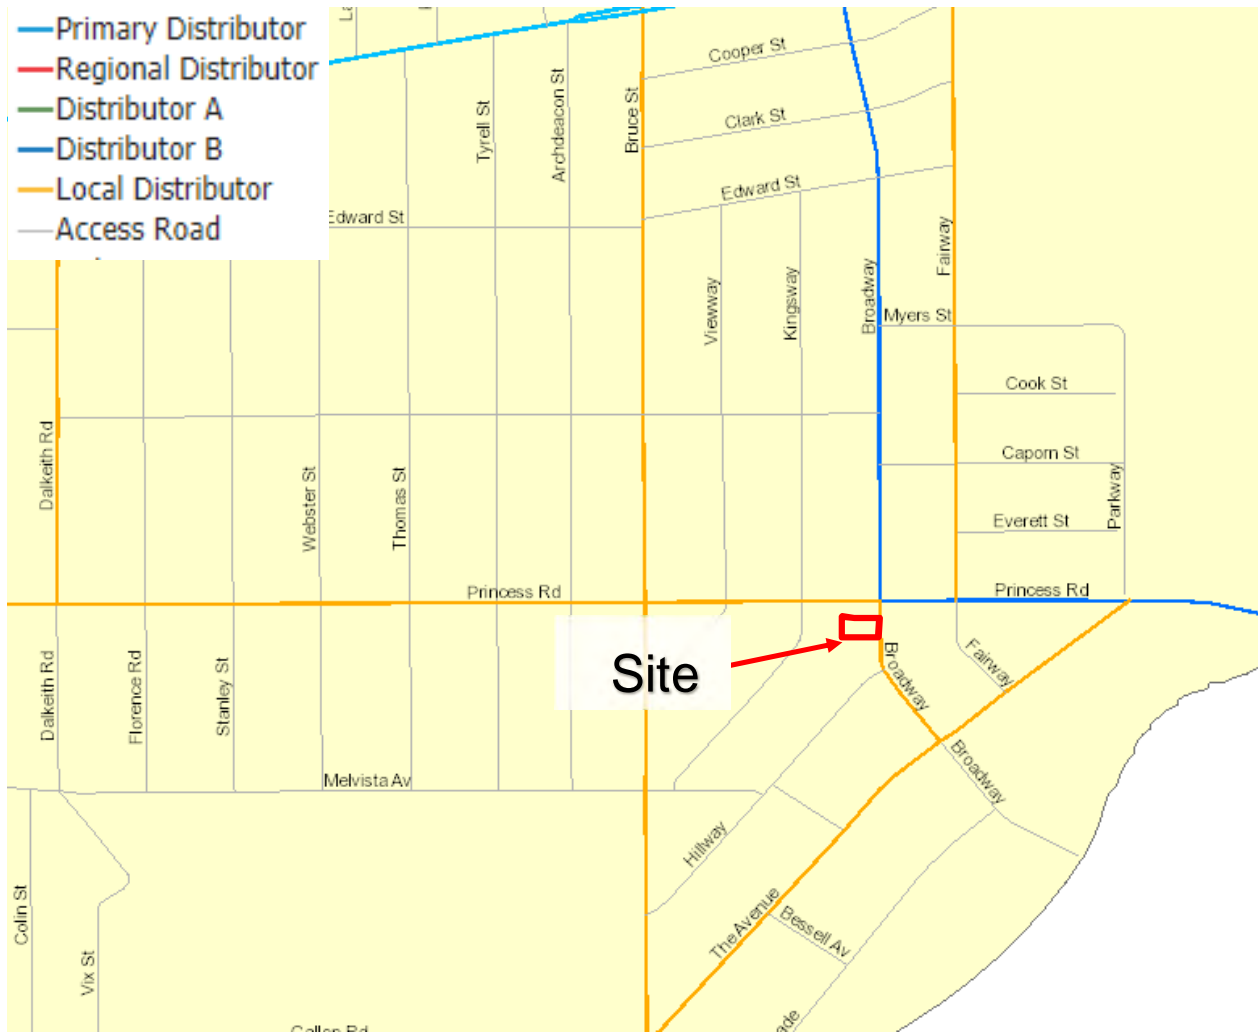 Primary Distributor
Regional Distributor
Distributor A
Distributor B
Local Distributor
Access Road
Cooper St
Clark St
Edward St
Bruce St
Archdeacon St
Tyrell St
Edward St
Viewway
Kingsway
Broadway
Fairway
Myers St
Cook St
Caporn St
Parkway
Everett St
Dalkeith Rd
Webster St
Thomas St
Princess Rd
Princess Rd
Site
Broadway
Fairway
Dalkeith Rd
Florence Rd
Stanley St
Melvista Av
Broadway
Hillway
The Avenue
Bessell Av
Colin St
Vix St